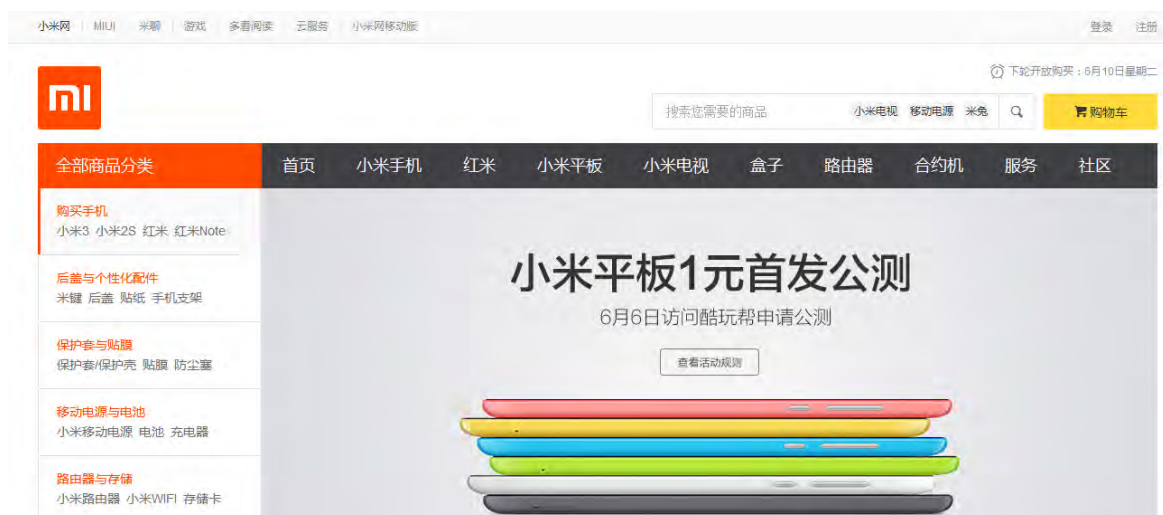 小米网 MIUI 米聊 游戏 多看阅读 云服务 小米网移动版 登录 注册
下轮开放购买：6月10日星期二
搜索您需要的商品 小米电视 移动电源 米兔 购物车
全部商品分类 首页 小米手机 红米 小米平板 小米电视 盒子 路由器 合约机 服务 社区
购买手机
小米3 小米2S 红米 红米Note
后盖与个性化配件
米键 后盖 贴纸 手机支架
保护套与贴膜
保护套/保护壳 贴膜 防尘塞
移动电源与电池
小米移动电源 电池 充电器
路由器与存储
小米路由器 小米WIFI 存储卡
小米平板1元首发公测
6月6日访问酷玩帮申请公测
查看活动规则